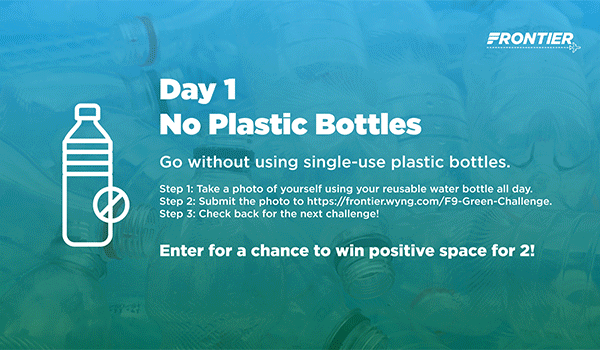 FRONTIER
Day 1
No Plastic Bottles
Go without using single-use plastic bottles.
Step 1: Take a photo of yourself using your reusable water bottle all day.
Step 2: Submit the photo to https://frontier.wyng.com/F9-Green-Challenge.
Step 3: Check back for the next challenge!
Enter for a chance to win positive space for 2!